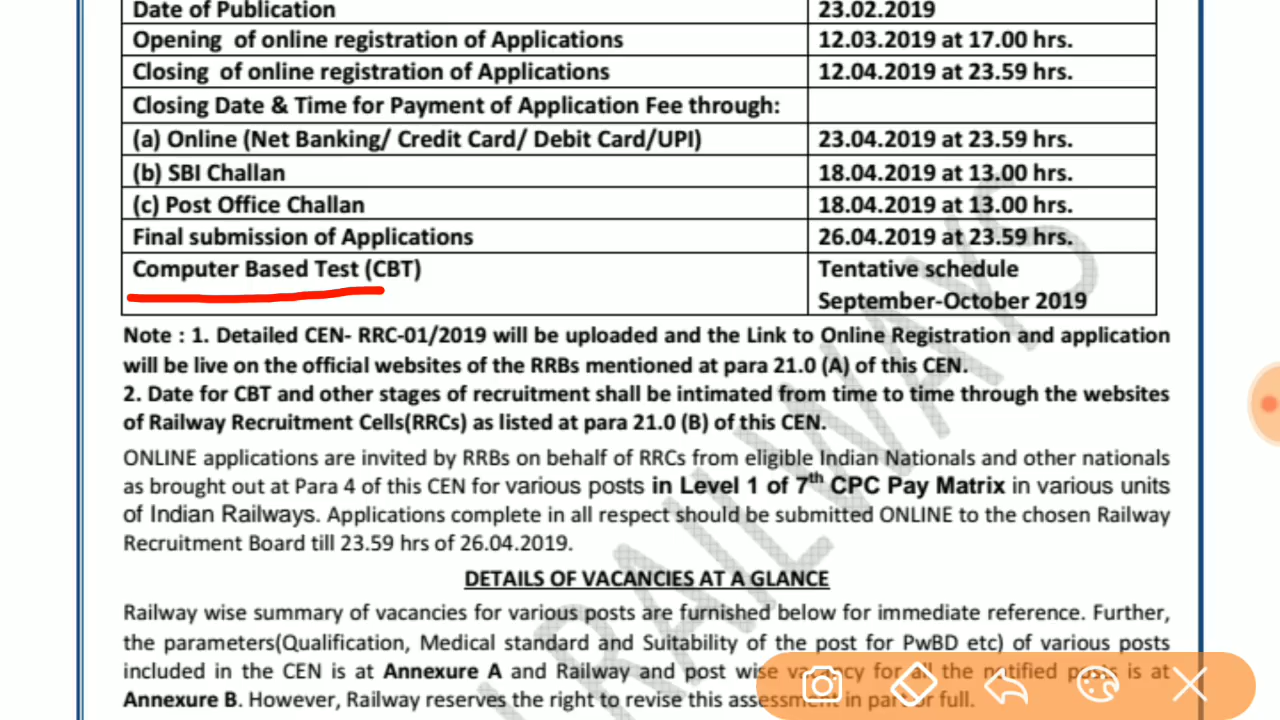 Date of Publication 23.02.2019
Opening of online registration of Applications 12.03.2019 at 17.00 hrs.
Closing of online registration of Applications 12.04.2019 at 23.59 hrs.
Closing Date & Time for Payment of Application Fee through:
(a) Online (Net Banking/ Credit Card/ Debit Card/UPI) 23.04.2019 at 23.59 hrs.
(b) SBI Challan 18.04.2019 at 13.00 hrs.
(c) Post Office Challan 18.04.2019 at 13.00 hrs.
Final submission of Applications 26.04.2019 at 23.59 hrs.
Computer Based Test (CBT) Tentative schedule
September-October 2019
Note : 1. Detailed CEN- RRC-01/2019 will be uploaded and the Link to Online Registration and application
will be live on the official websites of the RRBs mentioned at para 21.0 (A) of this CEN.
2. Date for CBT and other stages of recruitment shall be intimated from time to time through the websites
of Railway Recruitment Cells(RRCs) as listed at para 21.0 (B) of this CEN.
ONLINE applications are invited by RRBs on behalf of RRCs from eligible Indian Nationals and other nationals
as brought out at Para 4 of this CEN for various posts in Level 1 of 7th CPC Pay Matrix in various units
of Indian Railways. Applications complete in all respect should be submitted ONLINE to the chosen Railway
Recruitment Board till 23.59 hrs of 26.04.2019.
DETAILS OF VACANCIES AT A GLANCE
Railway wise summary of vacancies for various posts are furnished below for immediate reference. Further,
the parameters(Qualification, Medical standard and Suitability of the post for PwBD etc) of various posts
included in the CEN is at Annexure A and Railway and post wise vacancy for all the notified posts is at
Annexure B. However, Railway reserves the right to revise this assessment in part or full.
RAILWAYS